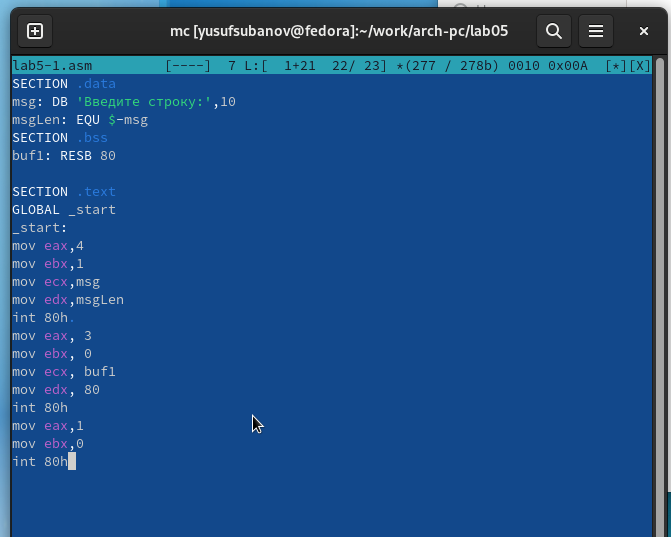 mc [yusufsubanov@fedora]:~/work/arch-pc/lab05
lab5-1.asm [----] 7 L:[ 1+21 22/ 23] *(277 / 278b) 0010 0x00A [*][X]
SECTION .data
msg: DB 'Введите строку:',10
msgLen: EQU $-msg
SECTION .bss
buf1: RESB 80
SECTION .text
GLOBAL _start
_start:
mov eax,4
mov ebx,1
mov ecx,msg
mov edx,msgLen
int 80h.
mov eax, 3
mov ebx, 0
mov ecx, buf1
mov edx, 80
int 80h
mov eax,1
mov ebx,0
int 80h